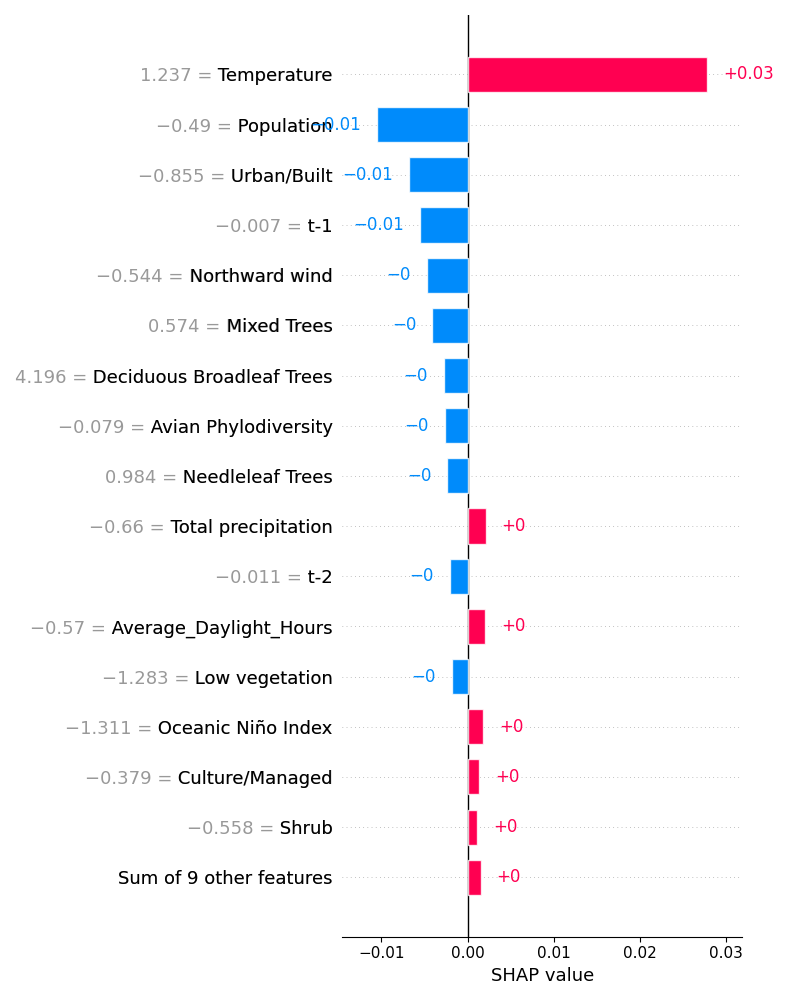 1.237 = Temperature +0.03
−0.49 = Population −0.01
−0.855 = Urban/Built −0.01
−0.007 = t-1 −0.01
−0.544 = Northward wind −0
0.574 = Mixed Trees −0
4.196 = Deciduous Broadleaf Trees −0
−0.079 = Avian Phylodiversity −0
0.984 = Needleleaf Trees −0
−0.66 = Total precipitation +0
−0.011 = t-2 −0
−0.57 = Average_Daylight_Hours +0
−1.283 = Low vegetation −0
−1.311 = Oceanic Niño Index +0
−0.379 = Culture/Managed +0
−0.558 = Shrub +0
Sum of 9 other features +0
−0.01 0.00 0.01 0.02 0.03
SHAP value